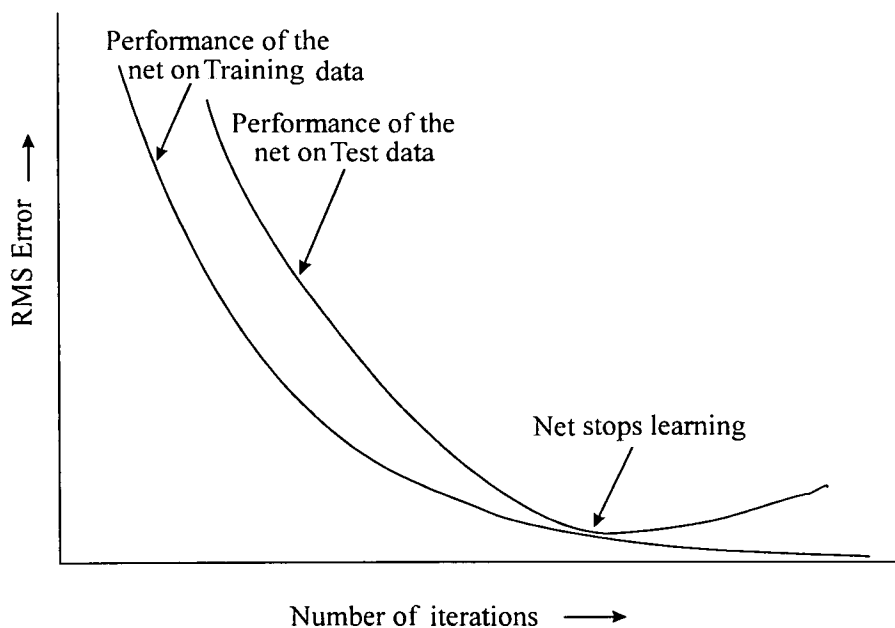 Performance of the
net on Training data
Performance of the
net on Test data
RMS Error
Net stops learning
Number of iterations